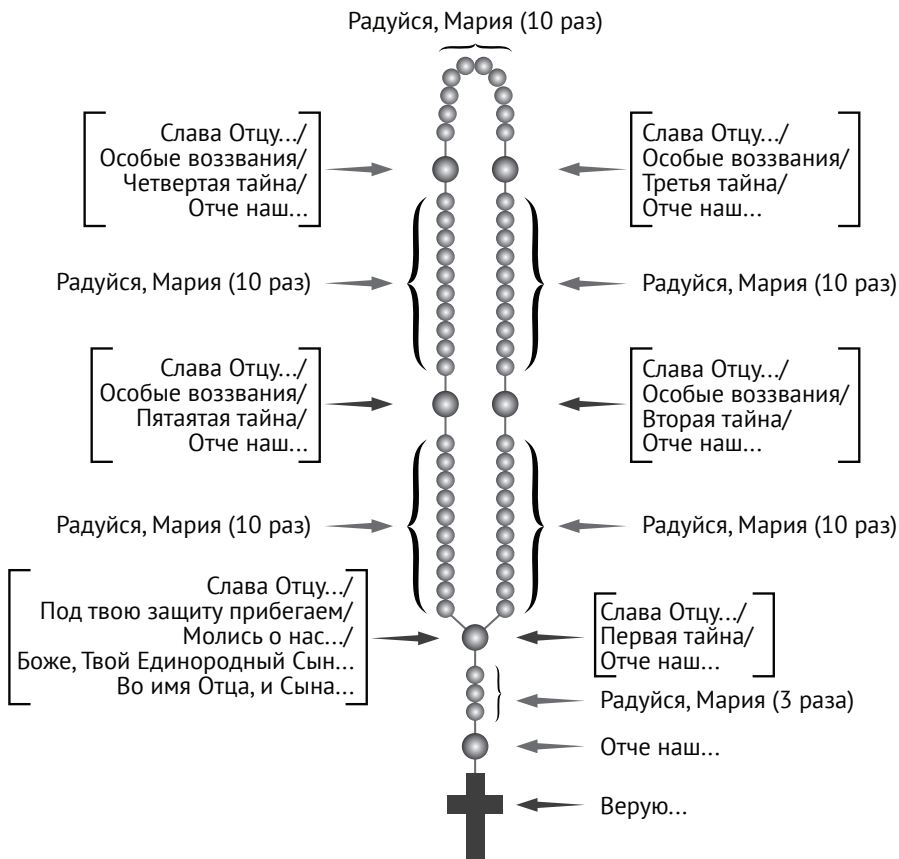 Радуйся, Мария (10 раз)
Слава Отцу.../
Особые воззвания/
Четвертая тайна/
Отче наш...
Слава Отцу.../
Особые воззвания/
Третья тайна/
Отче наш...
Радуйся, Мария (10 раз)
Радуйся, Мария (10 раз)
Слава Отцу.../
Особые воззвания/
Пятаятая тайна/
Отче наш...
Слава Отцу.../
Особые воззвания/
Вторая тайна/
Отче наш...
Радуйся, Мария (10 раз)
Радуйся, Мария (10 раз)
Слава Отцу.../
Под твою защиту прибегаем/
Молись о нас.../
Боже, Твой Единородный Сын...
Во имя Отца, и Сына...
Слава Отцу.../
Первая тайна/
Отче наш...
Радуйся, Мария (3 раза)
Отче наш...
Верую...